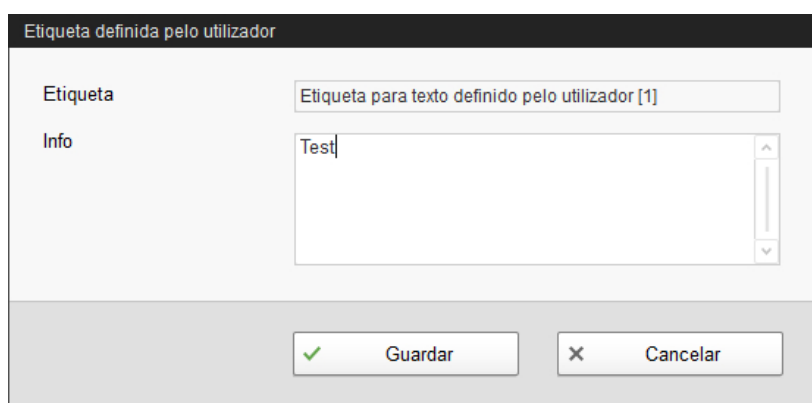 Etiqueta definida pelo utilizador
Etiqueta Etiqueta para texto definido pelo utilizador [1]
Info Test
Guardar Cancelar